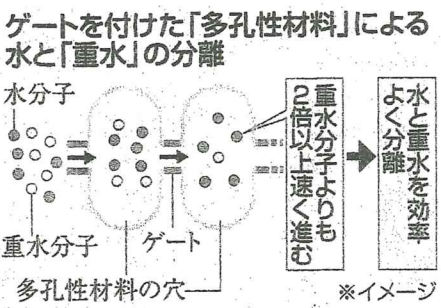 ゲートを付けた「多孔性材料」による
水と「重水」の分離
水分子
重水分子
ゲート
多孔性材料の穴
重水分子よりも
2倍以上速く進む
水と重水を効率
よく分離
※イメージ